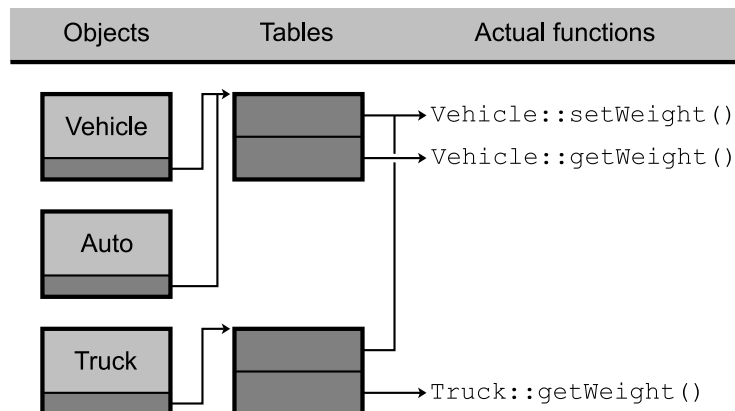 Objects Tables Actual functions
Vehicle
Vehicle::setWeight()
Vehicle::getWeight()
Auto
Truck
Truck::getWeight()